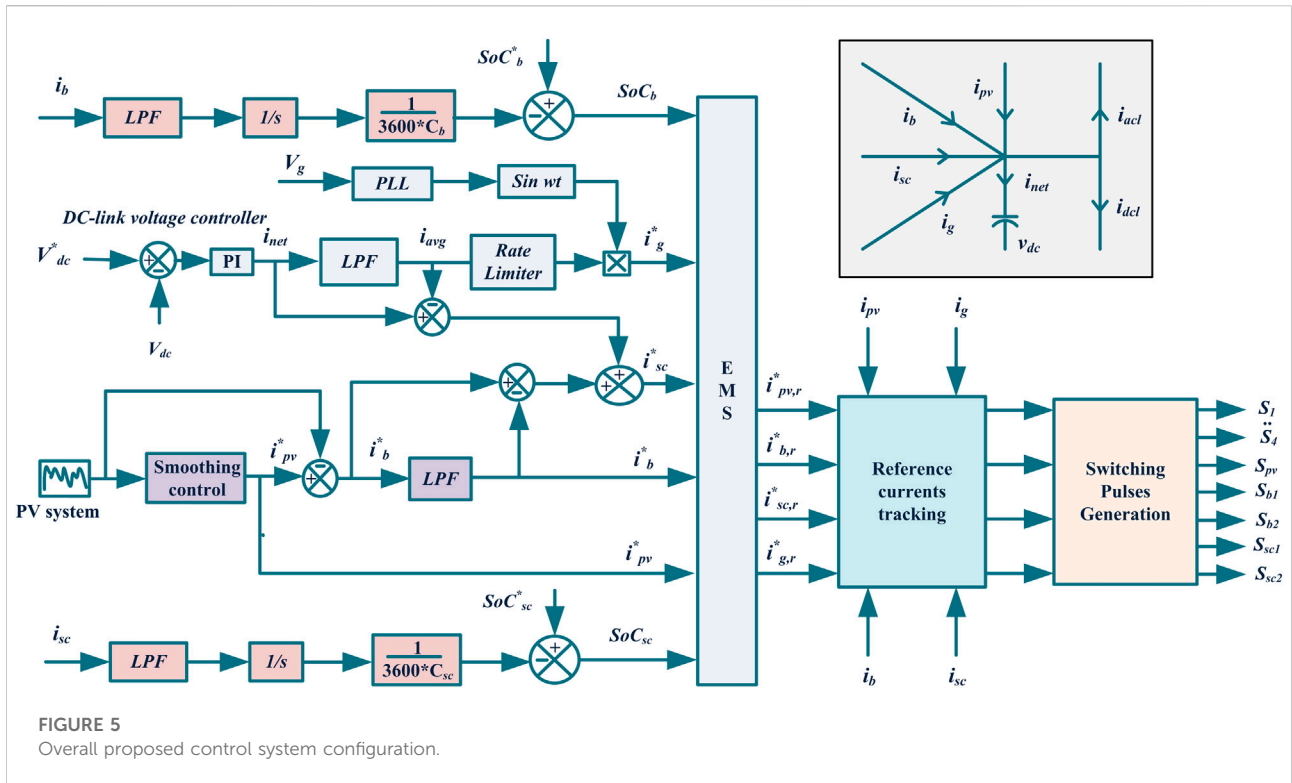 SoC*b
ib
LPF
1/s
1
3600*Cb
+
−
SoCb
Vg
PLL
Sin wt
DC-link voltage controller
V*dc
+
−
PI
inet
LPF
iavg
Rate
Limiter
×
i*g
Vdc
+
−
+
−
+
+
i*sc
PV system
Smoothing
control
i*pv
+
−
i*b
LPF
i*b
i*pv
SoC*sc
isc
LPF
1/s
1
3600*Csc
+
−
SoCsc
E
M
S
ipv
ib
iacl
isc
inet
ig
idcl
vdc
ipv
ig
i*pv,r
i*b,r
i*sc,r
i*g,r
Reference
currents
tracking
ib
isc
Switching
Pulses
Generation
S1
..
S4
Spv
Sb1
Sb2
Ssc1
Ssc2
FIGURE 5
Overall proposed control system configuration.